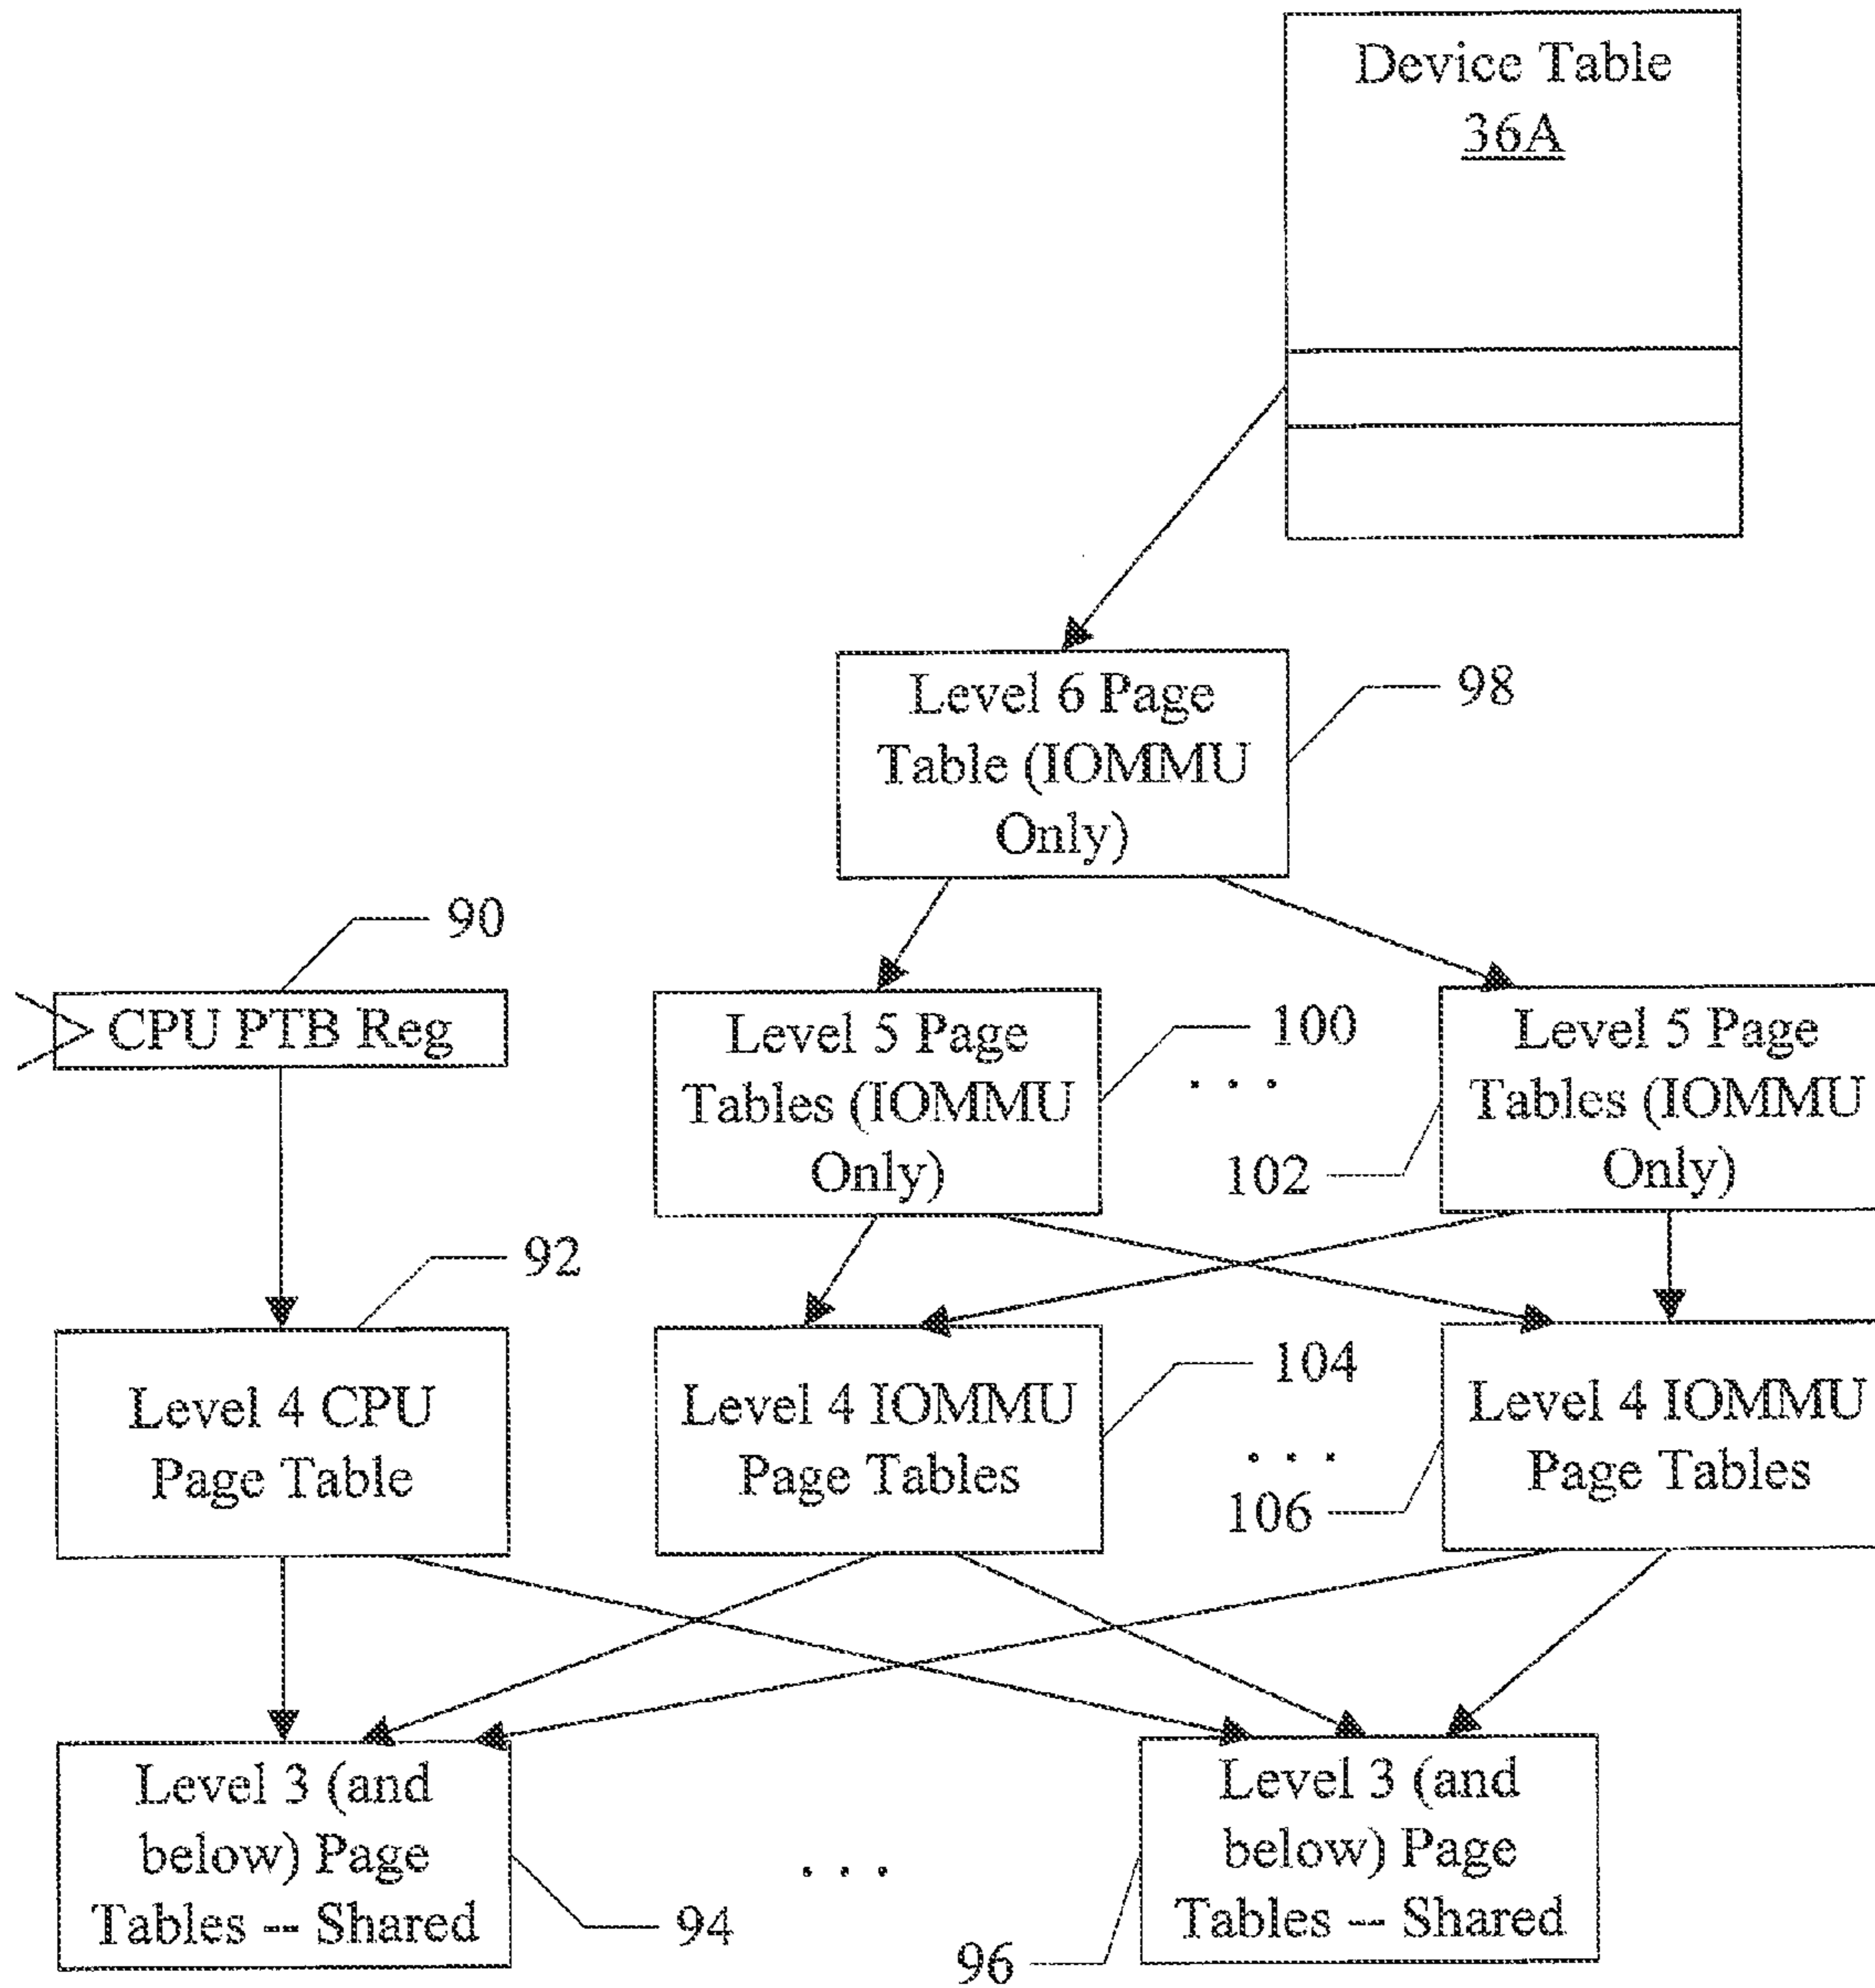 Device Table
36A
Level 6 Page
Table (IOMMU
Only)
98
90
CPU PTB Reg
Level 5 Page
Tables (IOMMU
Only)
100
. . .
102
Level 5 Page
Tables (IOMMU
Only)
92
Level 4 CPU
Page Table
Level 4 IOMMU
Page Tables
104
. . .
106
Level 4 IOMMU
Page Tables
Level 3 (and
below) Page
Tables -- Shared
94
. . .
96
Level 3 (and
below) Page
Tables -- Shared